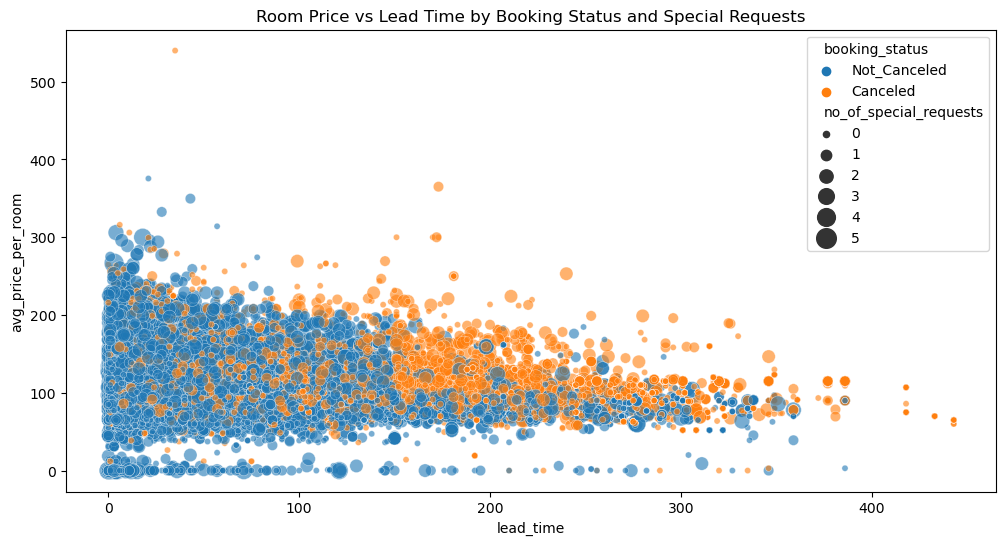 Room Price vs Lead Time by Booking Status and Special Requests
booking_status
Not_Canceled
Canceled
no_of_special_requests
0
1
2
3
4
5
avg_price_per_room
500
400
300
200
100
0
0 100 200 300 400
lead_time